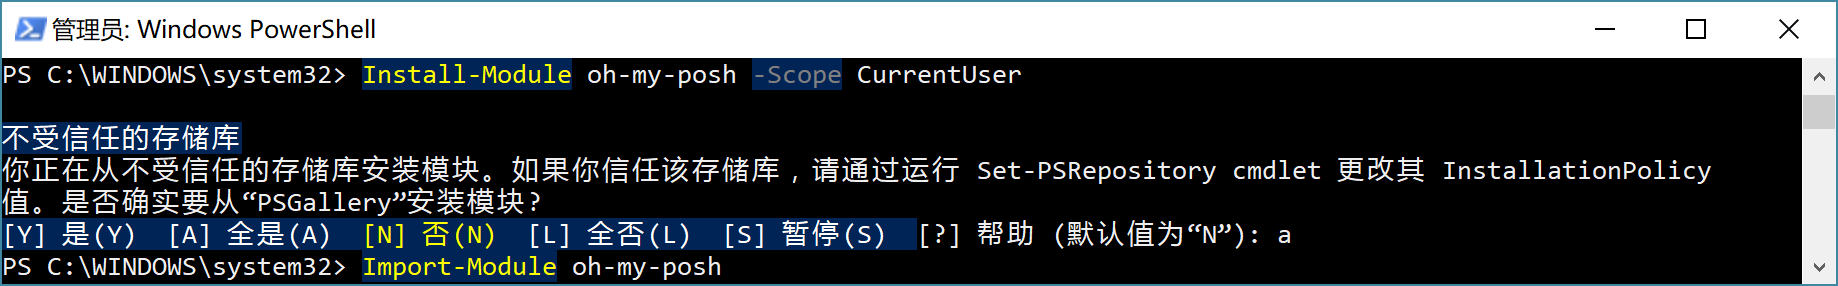 管理员: Windows PowerShell
PS C:\WINDOWS\system32> Install-Module oh-my-posh -Scope CurrentUser
不受信任的存储库
你正在从不受信任的存储库安装模块。如果你信任该存储库，请通过运行 Set-PSRepository cmdlet 更改其 InstallationPolicy
值。是否确实要从“PSGallery”安装模块?
[Y] 是(Y)  [A] 全是(A)  [N] 否(N)  [L] 全否(L)  [S] 暂停(S)  [?] 帮助 (默认值为“N”): a
PS C:\WINDOWS\system32> Import-Module oh-my-posh